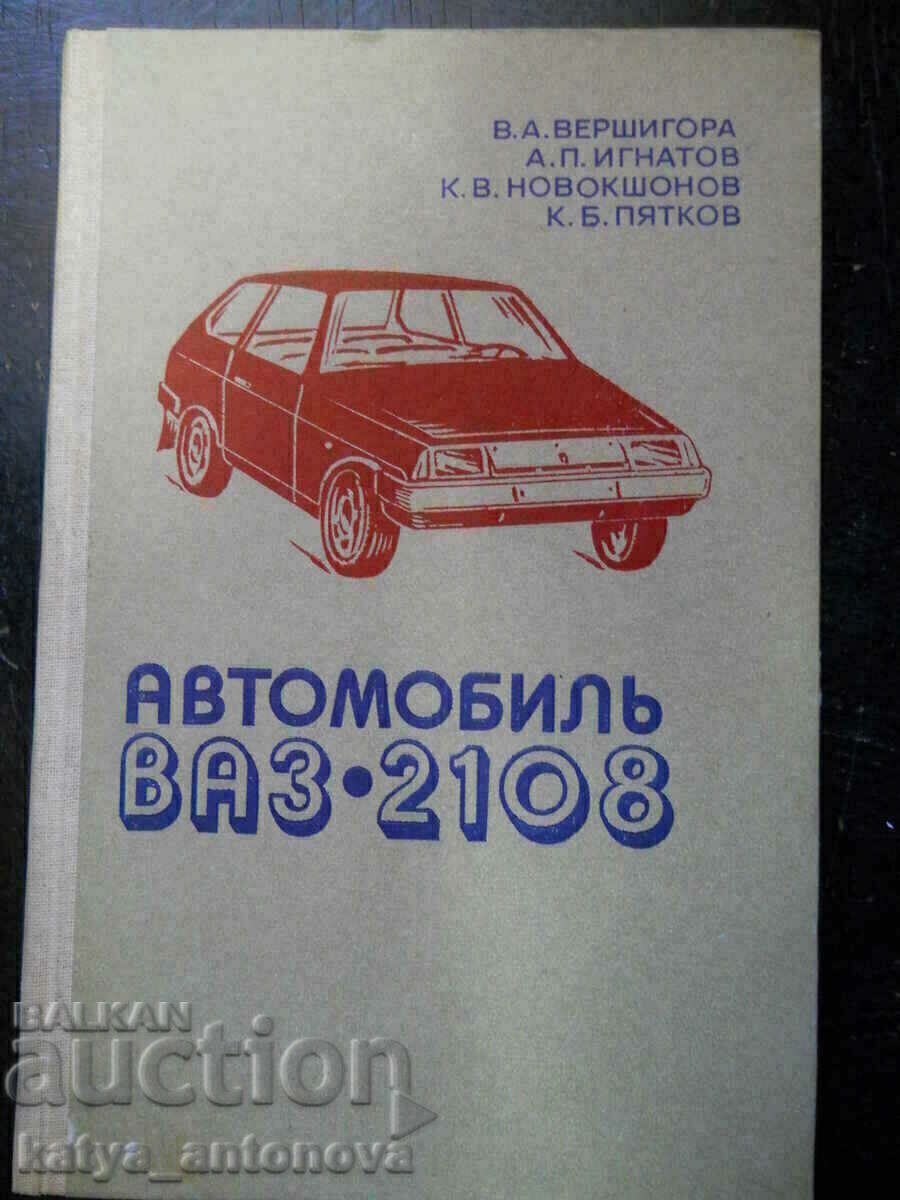 В.А.ВЕРШИГОРА
А.П.ИГНАТОВ
К.В.НОВОКШОНОВ
К.Б.ПЯТКОВ
АВТОМОБИЛЬ
ВАЗ·2108
BALKAN
auction
katya_antonova